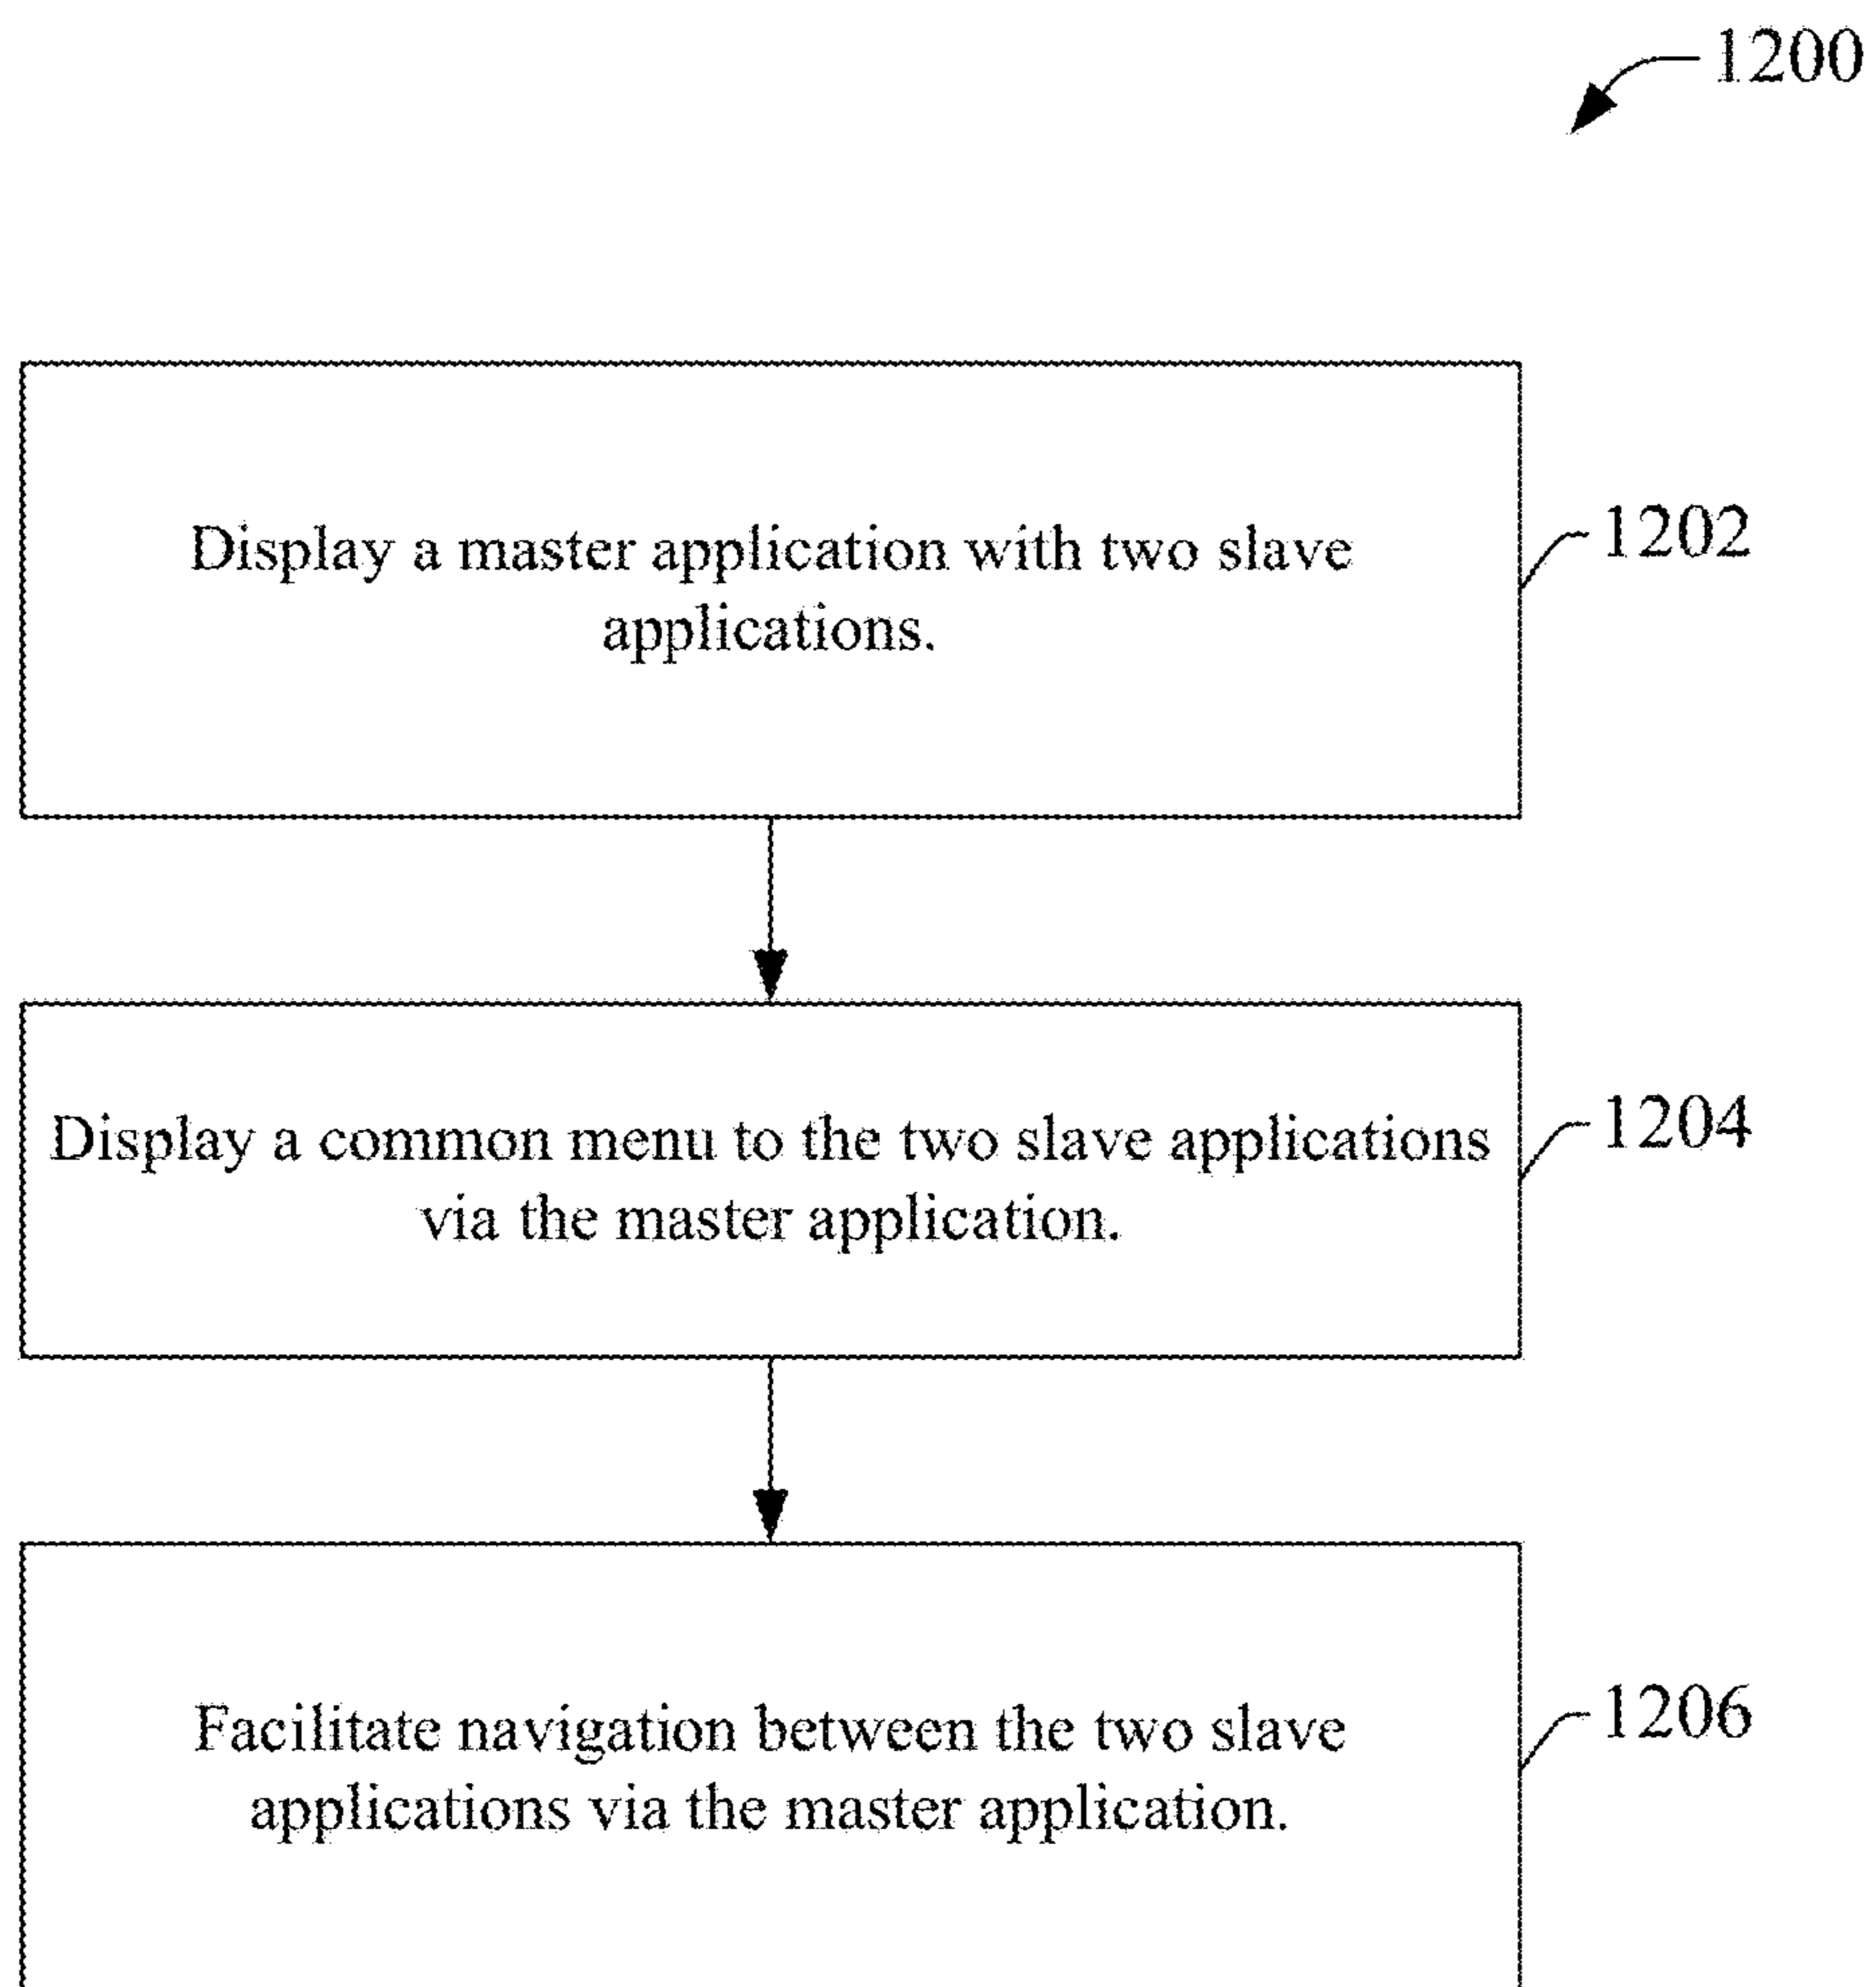 1200
Display a master application with two slave
applications.
1202
Display a common menu to the two slave applications
via the master application.
1204
Facilitate navigation between the two slave
applications via the master application.
1206